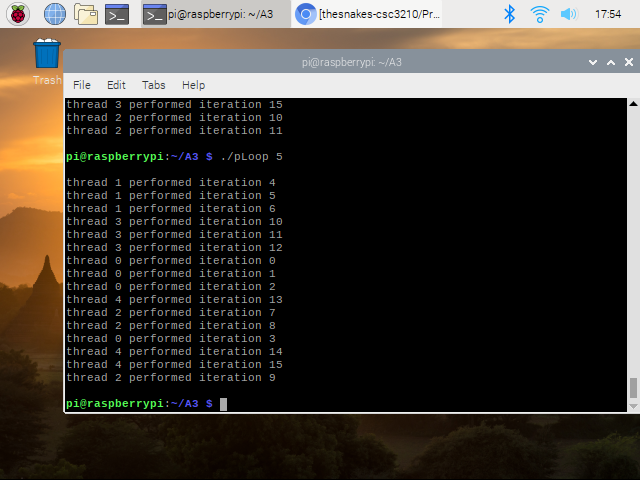 pi@raspberrypi: ~/A3
[thesnakes-csc3210/Pr...
17:54
Trash
pi@raspberrypi: ~/A3
File Edit Tabs Help
thread 3 performed iteration 15
thread 2 performed iteration 10
thread 2 performed iteration 11
pi@raspberrypi:~/A3 $ ./pLoop 5
thread 1 performed iteration 4
thread 1 performed iteration 5
thread 1 performed iteration 6
thread 3 performed iteration 10
thread 3 performed iteration 11
thread 3 performed iteration 12
thread 0 performed iteration 0
thread 0 performed iteration 1
thread 0 performed iteration 2
thread 4 performed iteration 13
thread 2 performed iteration 7
thread 2 performed iteration 8
thread 0 performed iteration 3
thread 4 performed iteration 14
thread 4 performed iteration 15
thread 2 performed iteration 9
pi@raspberrypi:~/A3 $